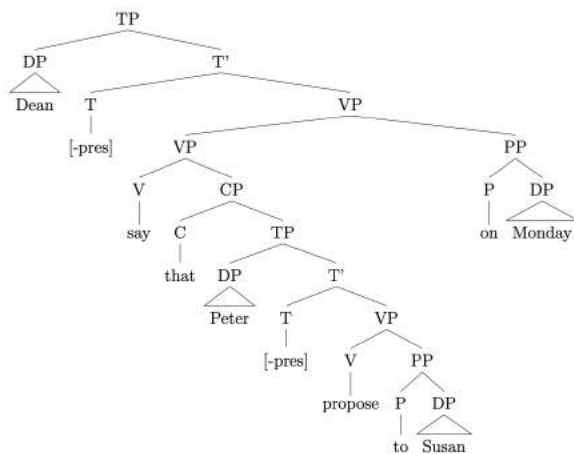 TP
DP T'
Dean T VP
[-pres] VP PP
V CP P DP
say C TP on Monday
that DP T'
Peter T VP
[-pres] V PP
propose P DP
to Susan